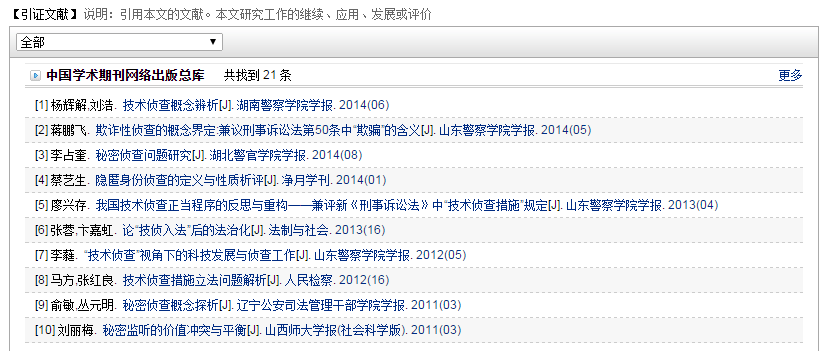 【引证文献】说明：引用本文的文献。本文研究工作的继续、应用、发展或评价
全部
中国学术期刊网络出版总库 共找到 21 条 更多
[1] 杨辉解,刘洁. 技术侦查概念辨析[J]. 湖南警察学院学报. 2014(06)
[2] 蒋鹏飞. 欺诈性侦查的概念界定:兼议刑事诉讼法第50条中“欺骗”的含义[J]. 山东警察学院学报. 2014(05)
[3] 李占奎. 秘密侦查问题研究[J]. 湖北警官学院学报. 2014(08)
[4] 蔡艺生. 隐匿身份侦查的定义与性质析评[J]. 净月学刊. 2014(01)
[5] 廖兴存. 我国技术侦查正当程序的反思与重构——兼评新《刑事诉讼法》中“技术侦查措施”规定[J]. 山东警察学院学报. 2013(04)
[6] 张蓉,卞嘉虹. 论“技侦入法”后的法治化[J]. 法制与社会. 2013(16)
[7] 李蕤. “技术侦查”视角下的科技发展与侦查工作[J]. 山东警察学院学报. 2012(05)
[8] 马方,张红良. 技术侦查措施立法问题解析[J]. 人民检察. 2012(16)
[9] 俞敏,丛元明. 秘密侦查概念探析[J]. 辽宁公安司法管理干部学院学报. 2011(03)
[10] 刘丽梅. 秘密监听的价值冲突与平衡[J]. 山西师大学报(社会科学版). 2011(03)